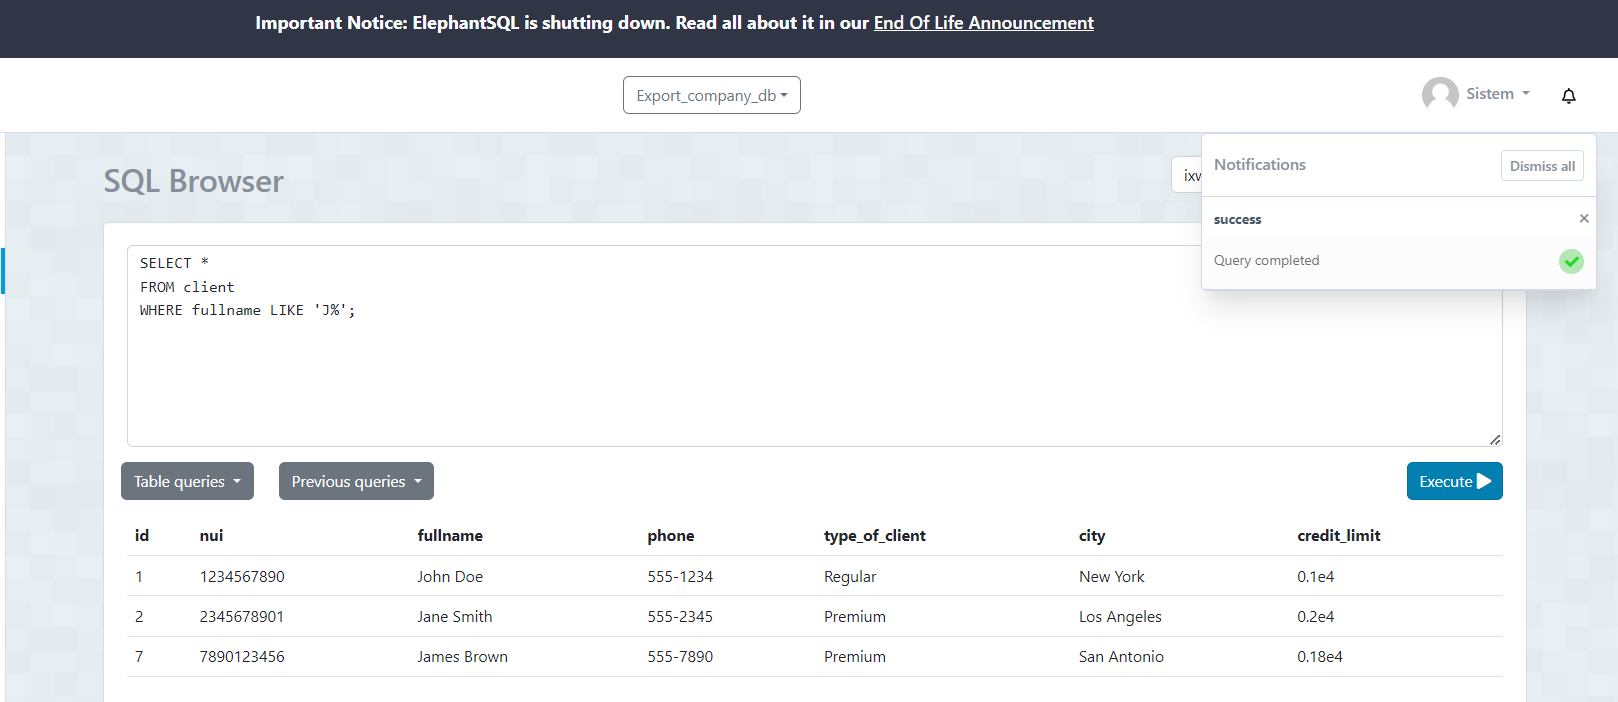 Important Notice: ElephantSQL is shutting down. Read all about it in our End Of Life Announcement
Export_company_db
Sistem
SQL Browser
ixw
Notifications
Dismiss all
success
×
Query completed
SELECT *
FROM client
WHERE fullname LIKE 'J%';
Table queries
Previous queries
Execute
id nui fullname phone type_of_client city credit_limit
1 1234567890 John Doe 555-1234 Regular New York 0.1e4
2 2345678901 Jane Smith 555-2345 Premium Los Angeles 0.2e4
7 7890123456 James Brown 555-7890 Premium San Antonio 0.18e4